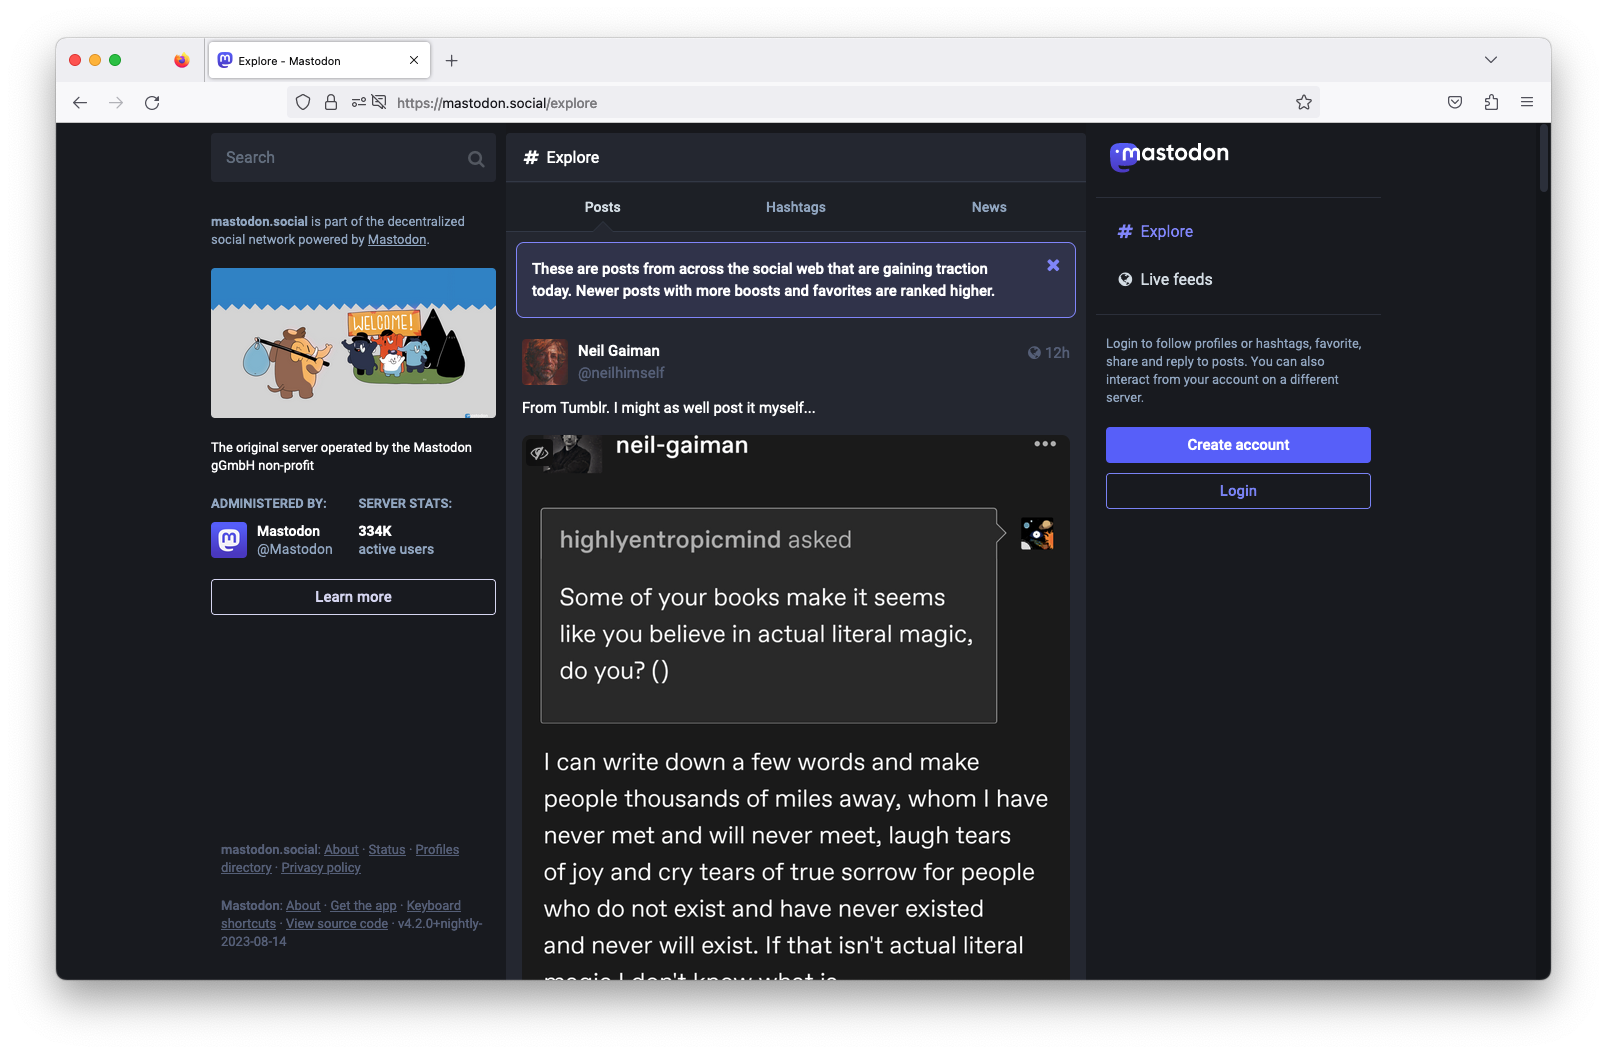 Explore - Mastodon
https://mastodon.social/explore
Search
mastodon.social is part of the decentralized
social network powered by Mastodon.
WELCOME!
The original server operated by the Mastodon
gGmbH non-profit
ADMINISTERED BY:
Mastodon
@Mastodon
SERVER STATS:
334K
active users
Learn more
mastodon.social: About · Status · Profiles
directory · Privacy policy
Mastodon: About · Get the app · Keyboard
shortcuts · View source code · v4.2.0+nightly-
2023-08-14
# Explore
Posts
Hashtags
News
These are posts from across the social web that are gaining traction
today. Newer posts with more boosts and favorites are ranked higher.
Neil Gaiman
12h
@neilhimself
From Tumblr. I might as well post it myself...
neil-gaiman
highlyentropicmind asked
Some of your books make it seems
like you believe in actual literal magic,
do you? ()
I can write down a few words and make
people thousands of miles away, whom I have
never met and will never meet, laugh tears
of joy and cry tears of true sorrow for people
who do not exist and have never existed
and never will exist. If that isn't actual literal
magic I don't know what is
mastodon
# Explore
Live feeds
Login to follow profiles or hashtags, favorite,
share and reply to posts. You can also
interact from your account on a different
server.
Create account
Login